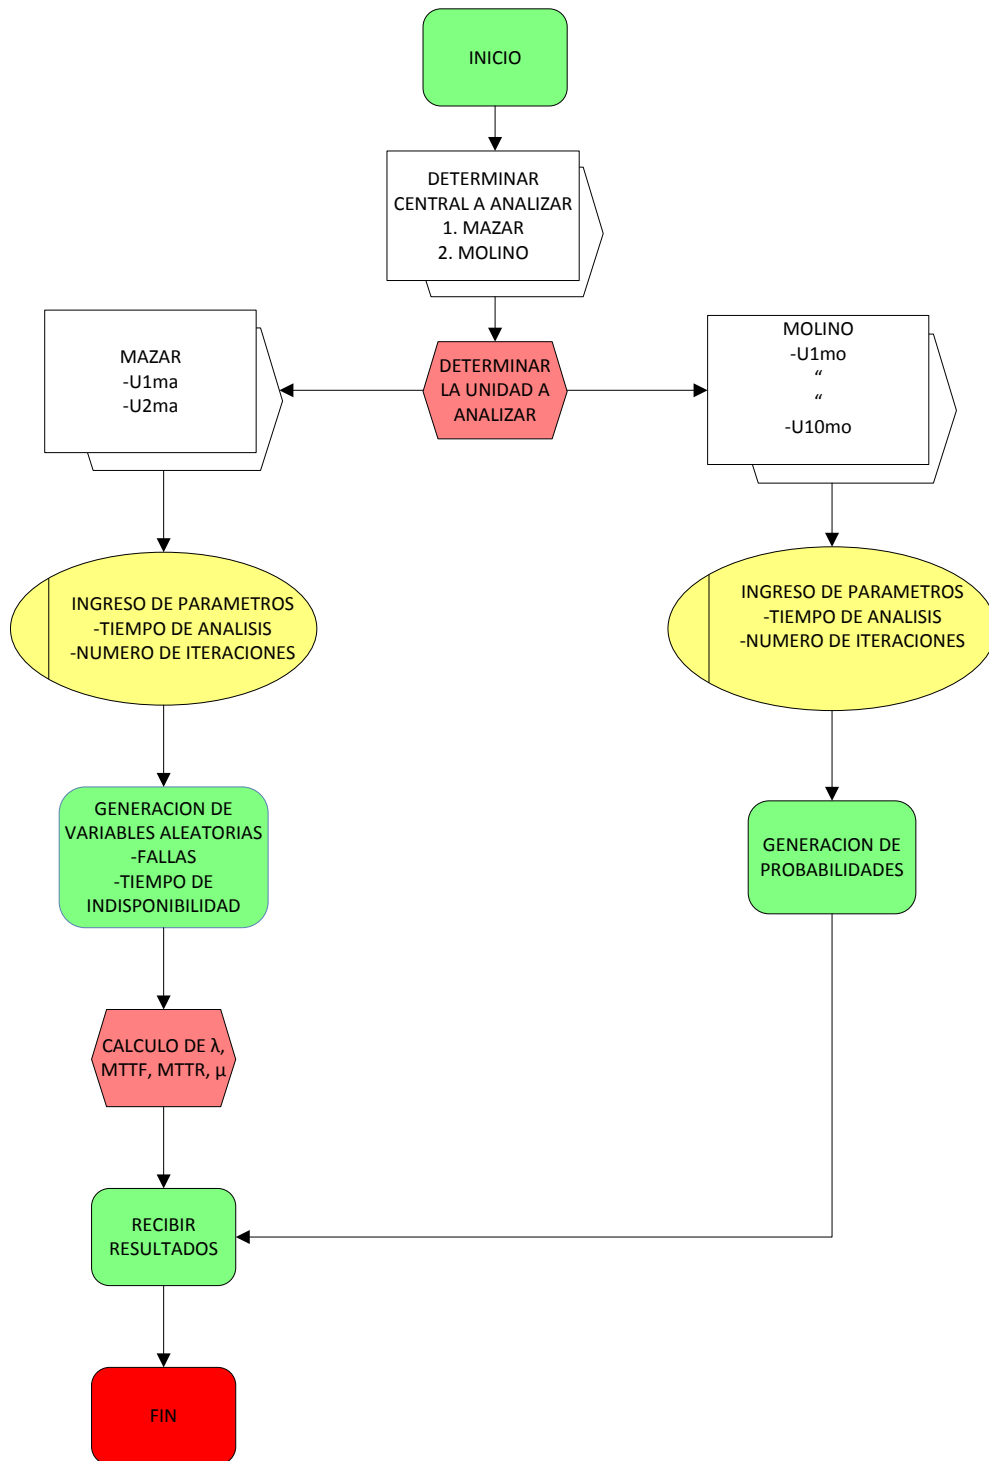 INICIO
DETERMINAR
CENTRAL A ANALIZAR
1. MAZAR
2. MOLINO
DETERMINAR
LA UNIDAD A
ANALIZAR
MAZAR
-U1ma
-U2ma
MOLINO
-U1mo
“
“
-U10mo
INGRESO DE PARAMETROS
-TIEMPO DE ANALISIS
-NUMERO DE ITERACIONES
INGRESO DE PARAMETROS
-TIEMPO DE ANALISIS
-NUMERO DE ITERACIONES
GENERACION DE
VARIABLES ALEATORIAS
-FALLAS
-TIEMPO DE
INDISPONIBILIDAD
GENERACION DE
PROBABILIDADES
CALCULO DE λ,
MTTF, MTTR, μ
RECIBIR
RESULTADOS
FIN